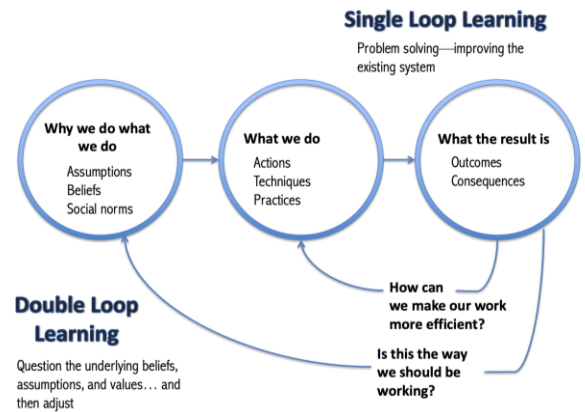 Single Loop Learning
Problem solving—improving the
existing system
Why we do what
we do
Assumptions
Beliefs
Social norms
What we do
Actions
Techniques
Practices
What the result is
Outcomes
Consequences
How can
we make our work
more efficient?
Double Loop
Learning
Question the underlying beliefs,
assumptions, and values… and
then adjust
Is this the way
we should be
working?